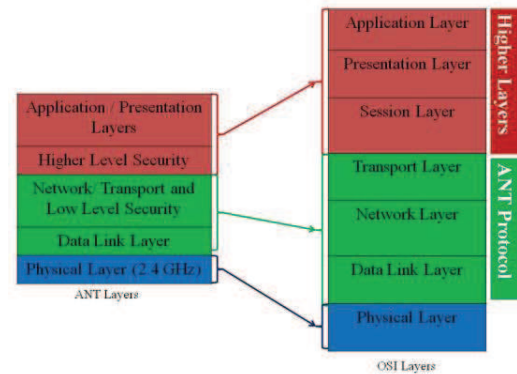 Application / Presentation
Layers
Higher Level Security
Network/ Transport and
Low Level Security
Data Link Layer
Physical Layer (2.4 GHz)
ANT Layers
Application Layer
Presentation Layer
Session Layer
Transport Layer
Network Layer
Data Link Layer
Physical Layer
OSI Layers
Higher Layers
ANT Protocol